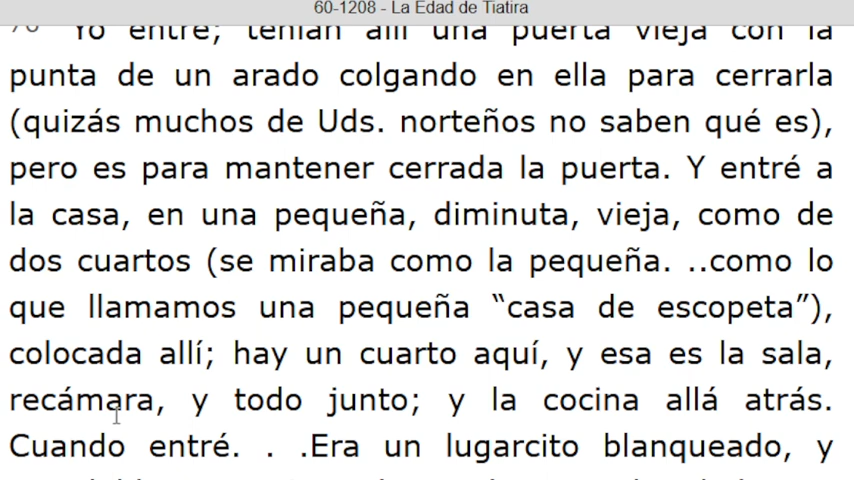 60-1208 - La Edad de Tiatira
76 Yo entré; tenían allí una puerta vieja con la
punta de un arado colgando en ella para cerrarla
(quizás muchos de Uds. norteños no saben qué es),
pero es para mantener cerrada la puerta. Y entré a
la casa, en una pequeña, diminuta, vieja, como de
dos cuartos (se miraba como la pequeña. ..como lo
que llamamos una pequeña “casa de escopeta”),
colocada allí; hay un cuarto aquí, y esa es la sala,
recámara, y todo junto; y la cocina allá atrás.
Cuando entré. . .Era un lugarcito blanqueado, y